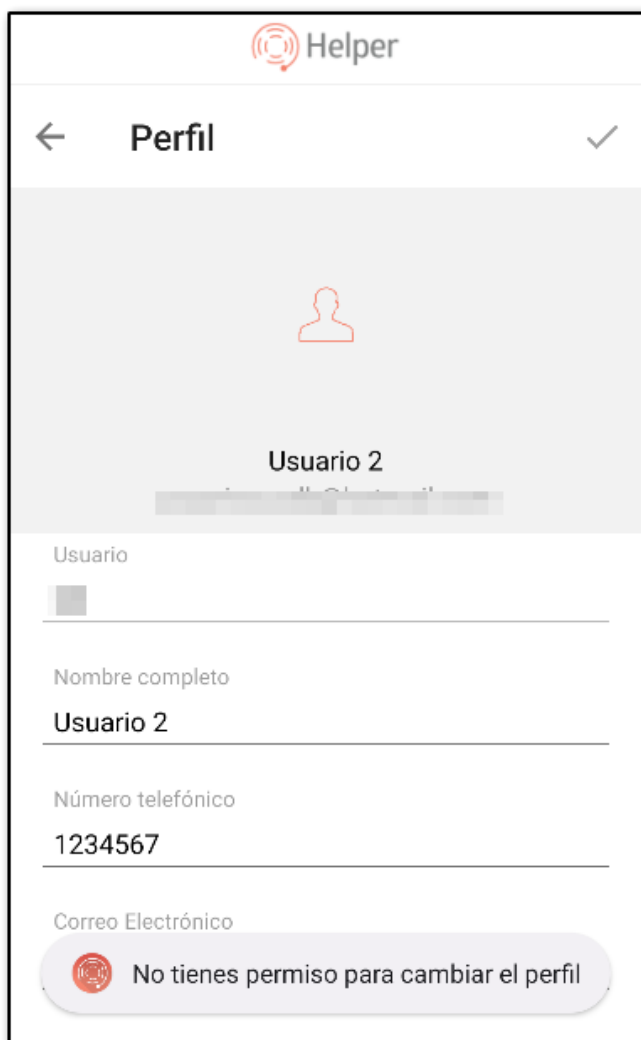 Helper
Perfil
Usuario 2
Usuario
Nombre completo
Usuario 2
Número telefónico
1234567
Correo Electrónico
No tienes permiso para cambiar el perfil